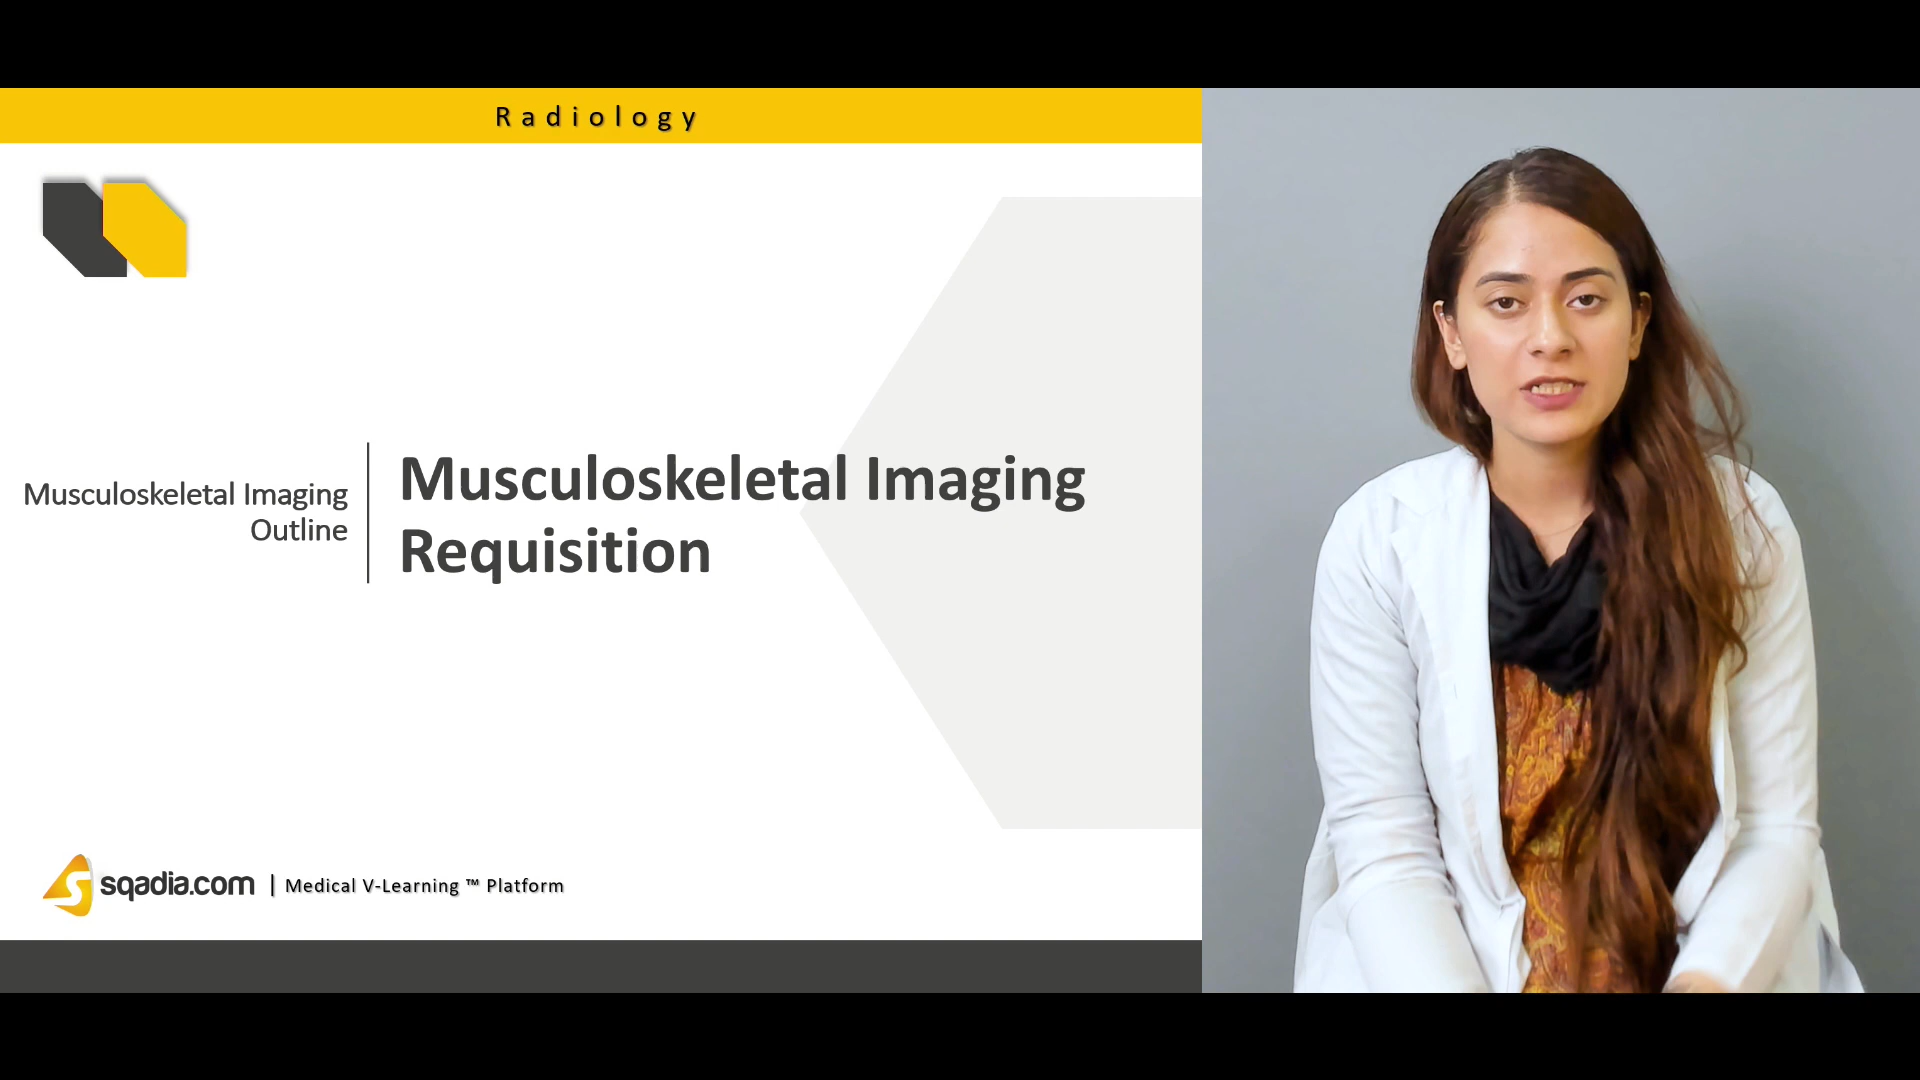 Radiology
Musculoskeletal Imaging
Outline
Musculoskeletal Imaging
Requisition
sqadia.com | Medical V-Learning ™ Platform